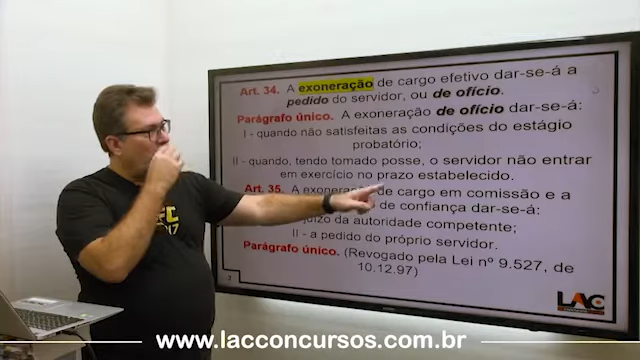 Art. 34. A exoneração de cargo efetivo dar-se-á a
pedido do servidor, ou de ofício.
Parágrafo único. A exoneração de ofício dar-se-á:
I - quando não satisfeitas as condições do estágio
probatório;
II - quando, tendo tomado posse, o servidor não entrar
em exercício no prazo estabelecido.
Art. 35. A exoneração de cargo em comissão e a
de confiança dar-se-á:
juízo da autoridade competente;
II - a pedido do próprio servidor.
Parágrafo único. (Revogado pela Lei nº 9.527, de
10.12.97)
LAC
www.lacconcursos.com.br